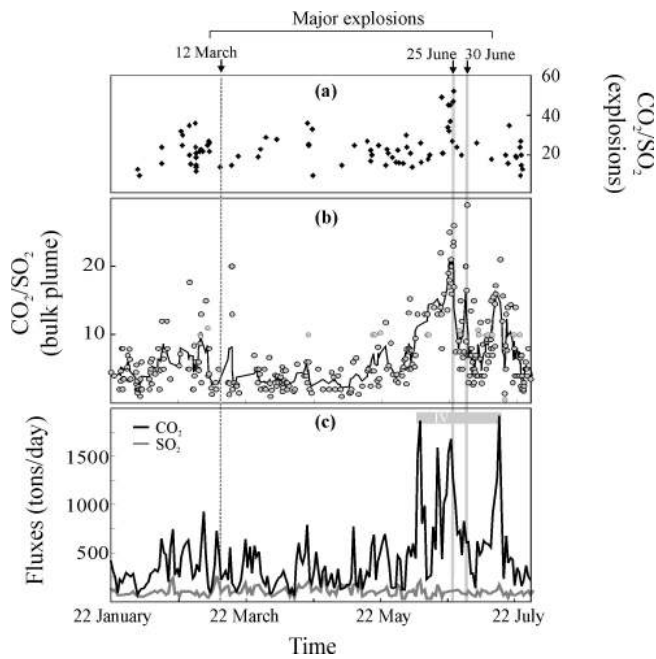 Major explosions
12 March
25 June
30 June
(a)
60
40
20
CO2/SO2
(explosions)
(b)
20
10
CO2/SO2
(bulk plume)
(c)
CO2
SO2
IV
1500
1000
500
Fluxes (tons/day)
22 January
22 March
22 May
22 July
Time